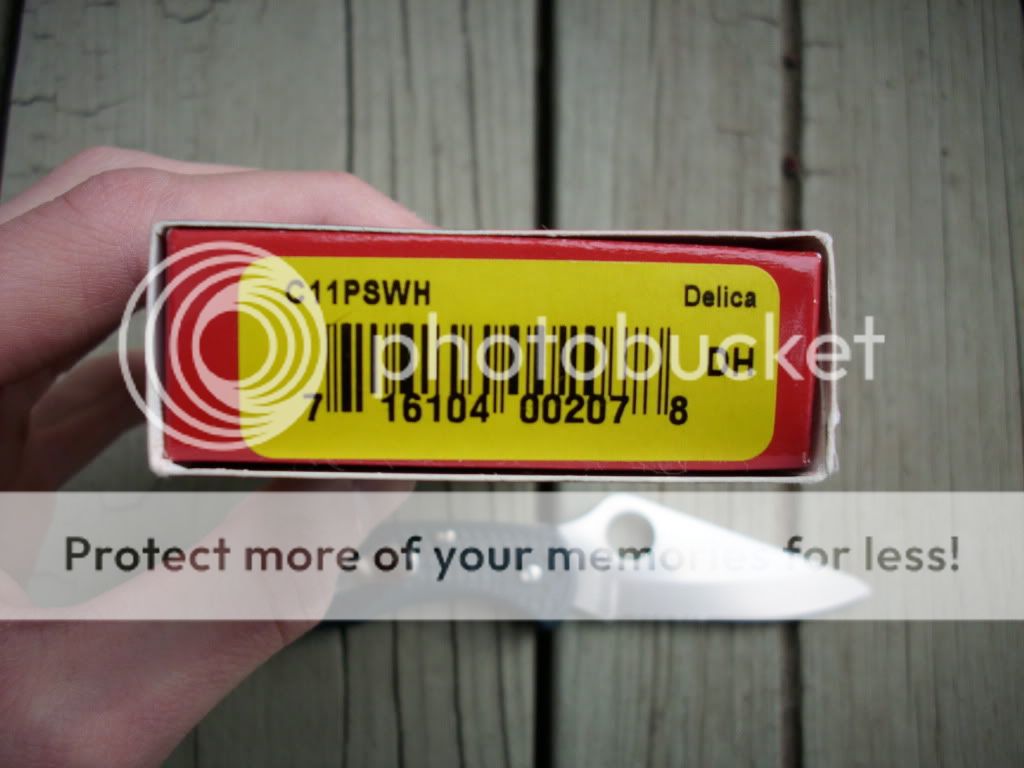 C11PSWH Delica
photobucket DH
7 16104 00207 8
Protect more of your memories for less!